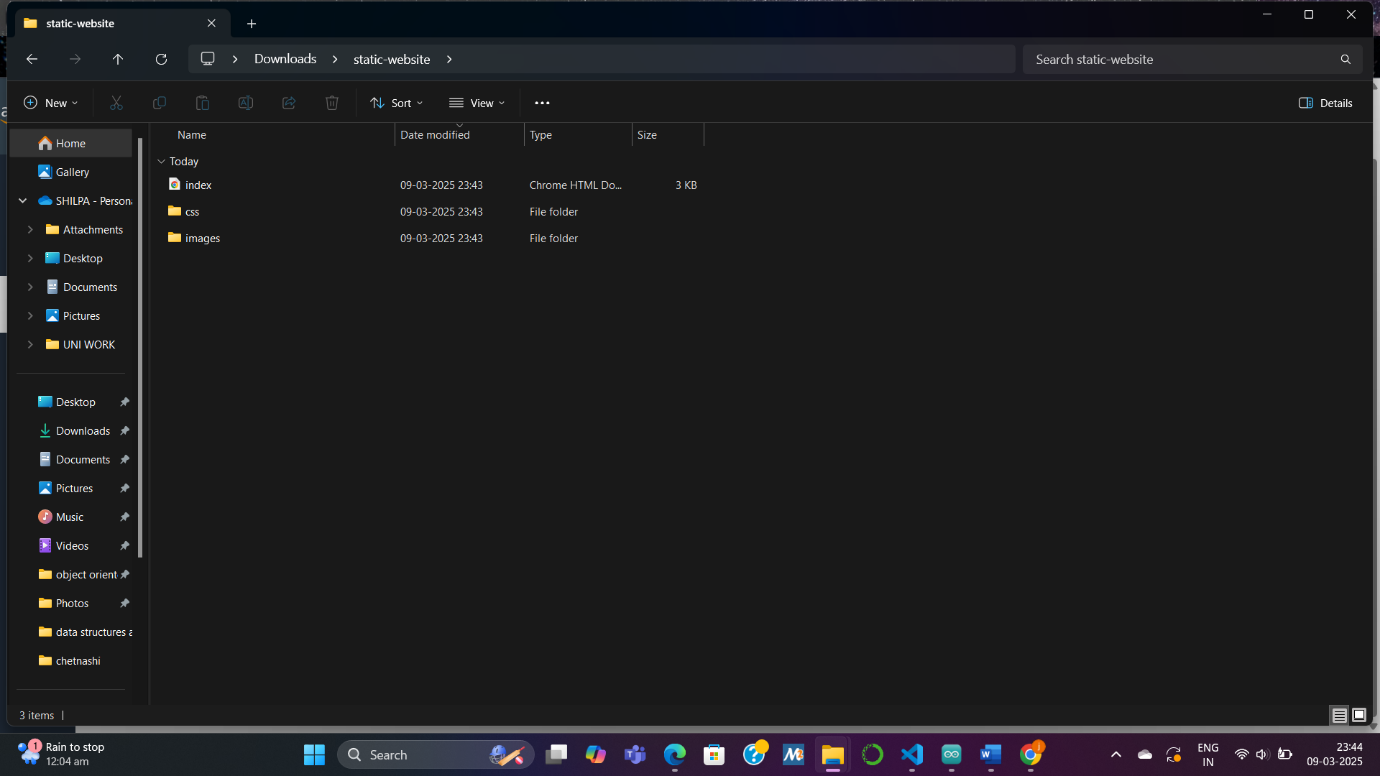 static-website
Downloads
static-website
Search static-website
New
Sort
View
Details
Name
Date modified
Type
Size
Today
index
09-03-2025 23:43
Chrome HTML Do...
3 KB
css
09-03-2025 23:43
File folder
images
09-03-2025 23:43
File folder
Home
Gallery
SHILPA - Person
Attachments
Desktop
Documents
Pictures
UNI WORK
Desktop
Downloads
Documents
Pictures
Music
Videos
object orient
Photos
data structures a
chetnashi
3 items
1
Rain to stop
12:04 am
Search
ENG
IN
23:44
09-03-2025